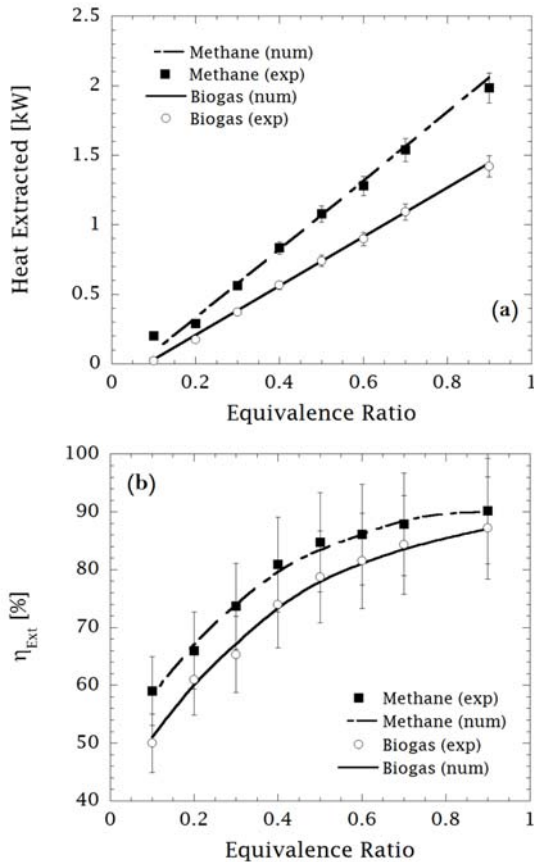 2.5
2
1.5
1
0.5
0
Heat Extracted [kW]
Methane (num)
Methane (exp)
Biogas (num)
Biogas (exp)
(a)
0 0.2 0.4 0.6 0.8 1
Equivalence Ratio
100
90
80
70
60
50
40
η_Ext [%]
(b)
Methane (exp)
Methane (num)
Biogas (exp)
Biogas (num)
0 0.2 0.4 0.6 0.8 1
Equivalence Ratio